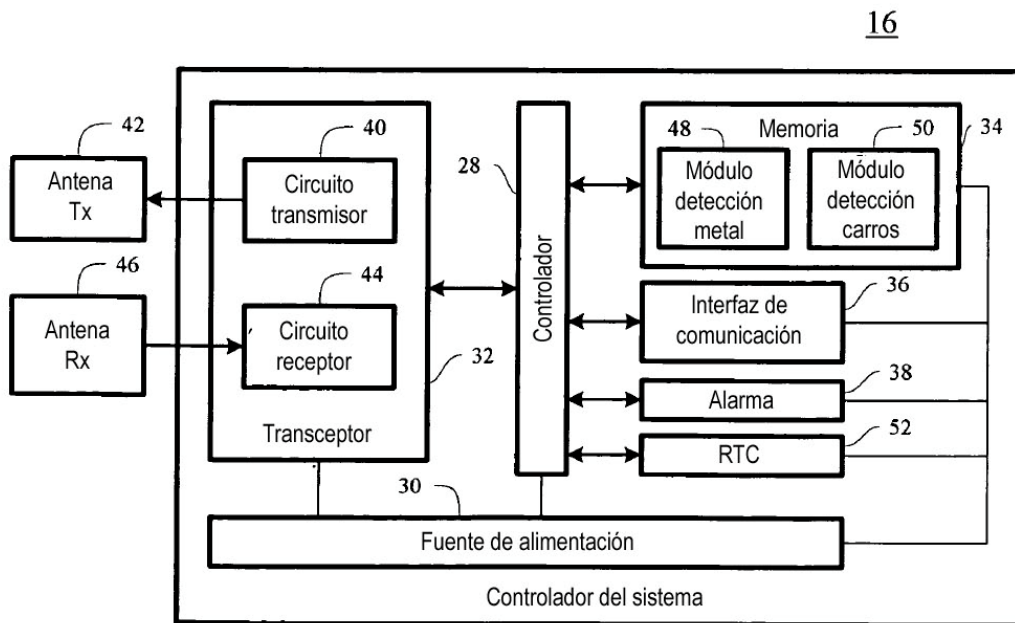 16
42
Antena
Tx
46
Antena
Rx
40
Circuito
transmisor
44
Circuito
receptor
32
Transceptor
28
Controlador
Memoria
34
48
Módulo
detección
metal
50
Módulo
detección
carros
36
Interfaz de
comunicación
38
Alarma
52
RTC
30
Fuente de alimentación
Controlador del sistema